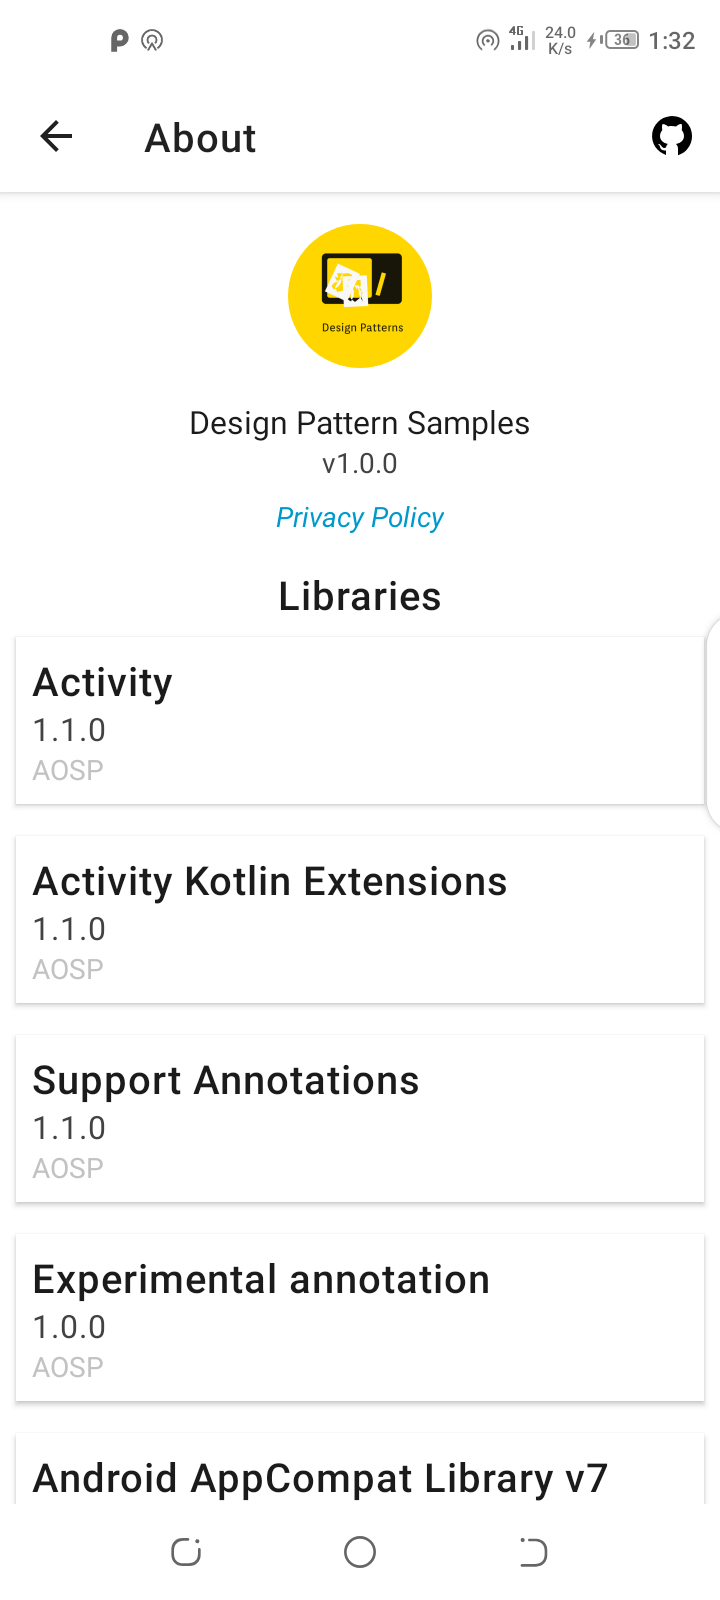 4G 24.0 K/s 36 1:32
About
Design Patterns
Design Pattern Samples
v1.0.0
Privacy Policy
Libraries
Activity
1.1.0
AOSP
Activity Kotlin Extensions
1.1.0
AOSP
Support Annotations
1.1.0
AOSP
Experimental annotation
1.0.0
AOSP
Android AppCompat Library v7